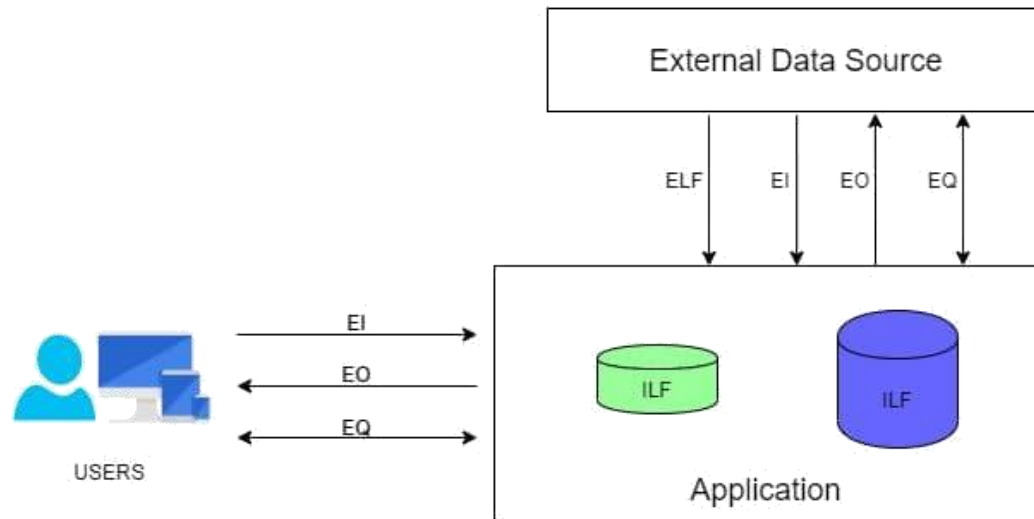 External Data Source
ELF EI EO EQ
EI
EO
EQ
USERS
ILF
ILF
Application